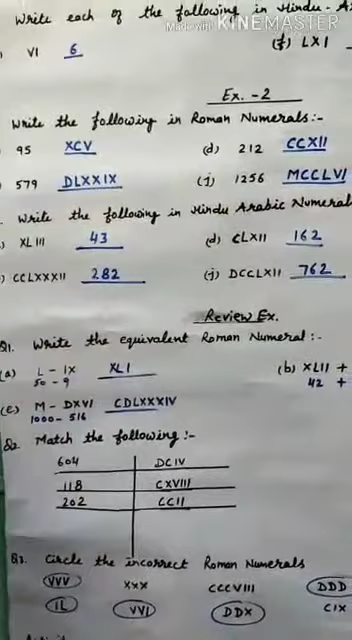 Write each of the following in Hindu-A
Made with KINEMASTER
VI 6 (f) LXI
Ex. -2
Write the following in Roman Numerals:-
95 XCV (d) 212 CCXII
579 DLXXIX (j) 1256 MCCLVI
Write the following in Hindu Arabic Numeral
) XLIII 43 (d) CLXII 162
) CCLXXXII 282 (j) DCCLXII 762
Review Ex.
Q1. Write the equivalent Roman Numeral:-
(a) L - IX XLI (b) XLII +
50 - 9 42 +
(c) M - DXVI CDLXXXIV
1000 - 516
Q2. Match the following:-
604 DCIV
118 CXVIII
202 CCII
Q3. Circle the incorrect Roman Numerals
VVV XXX CCCVIII DDD
IL VVI DDX CIX